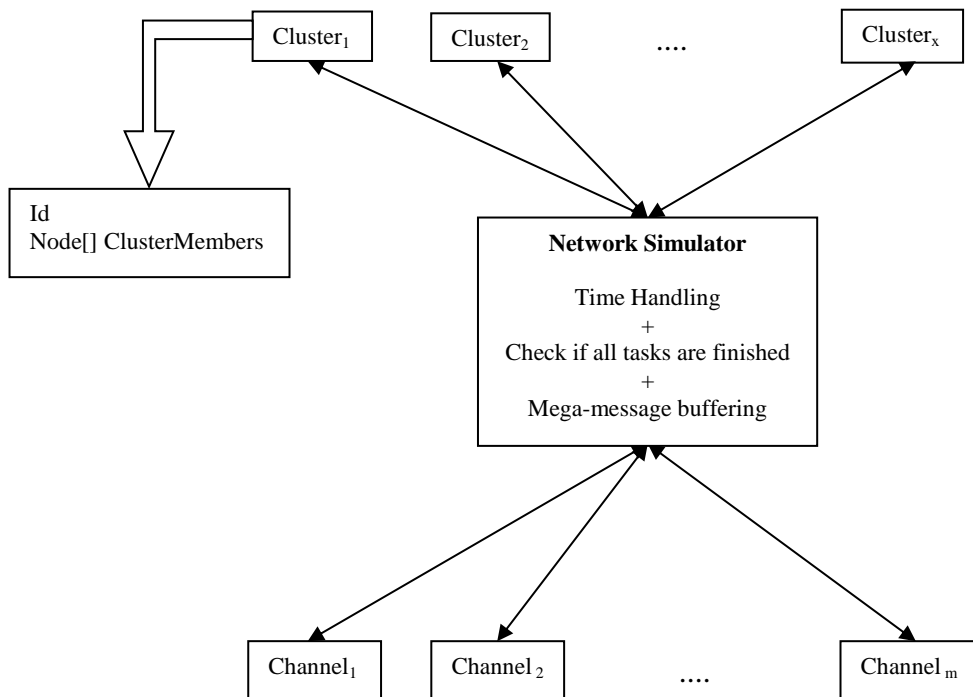 Cluster₁
Cluster₂
....
Clusterₓ
Id
Node[] ClusterMembers
Network Simulator
Time Handling
+
Check if all tasks are finished
+
Mega-message buffering
Channel₁
Channel ₂
....
Channel ₘ